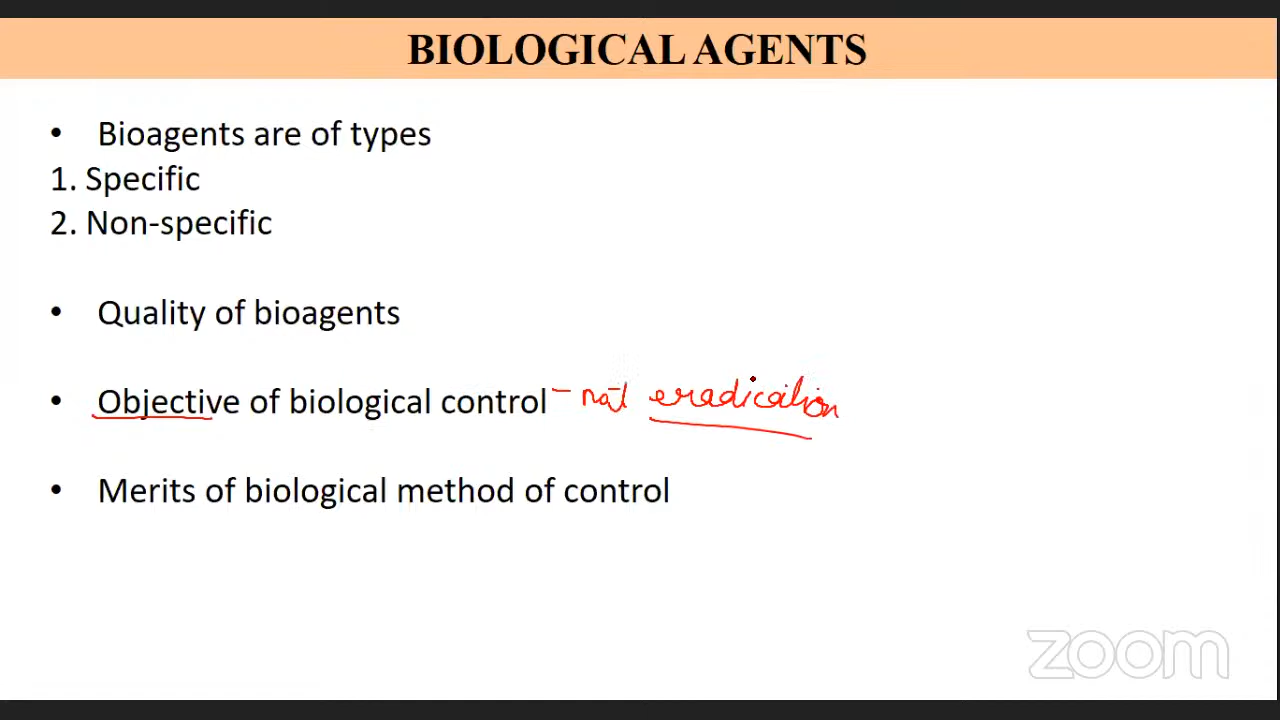 BIOLOGICAL AGENTS
• Bioagents are of types
1. Specific
2. Non-specific
• Quality of bioagents
• Objective of biological control – not eradication
• Merits of biological method of control
zoom